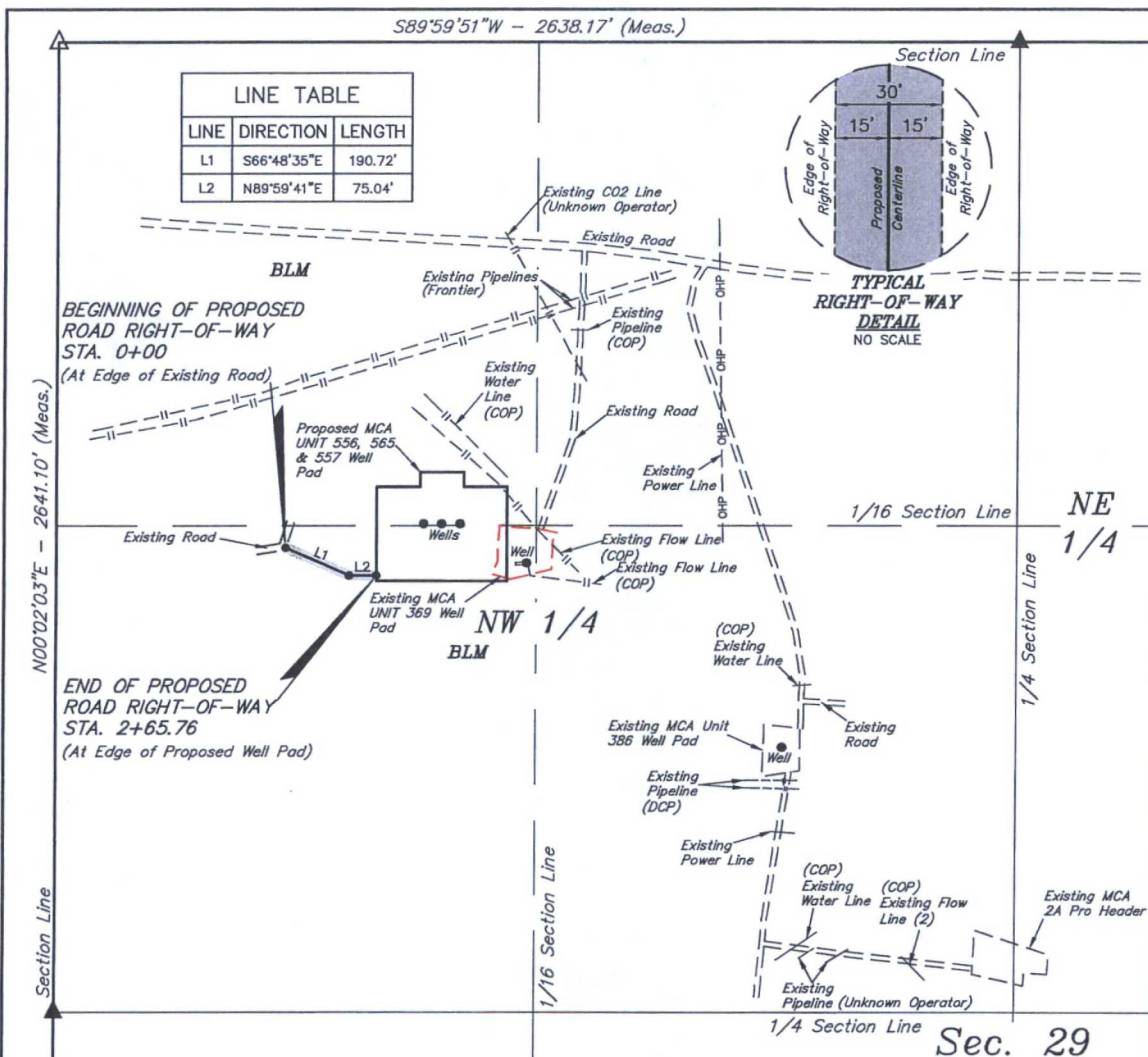 S89°59'51"W - 2638.17' (Meas.)
Section Line
LINE TABLE
LINE DIRECTION LENGTH
L1 S66°48'35"E 190.72'
L2 N89°59'41"E 75.04'
30'
15' 15'
Edge of
Right-of-Way
Proposed
Centerline
Edge of
Right-of-Way
TYPICAL
RIGHT-OF-WAY
DETAIL
NO SCALE
Existing CO2 Line
(Unknown Operator)
Existing Road
BLM
Existing Pipelines
(Frontier)
OHP
BEGINNING OF PROPOSED
ROAD RIGHT-OF-WAY
STA. 0+00
(At Edge of Existing Road)
Existing
Pipeline
(COP)
OHP
Existing
Water
Line
(COP)
Existing Road
N00°02'03"E - 2641.10' (Meas.)
Proposed MCA
UNIT 556, 565
& 557 Well
Pad
OHP
Existing
Power Line
OHP
1/16 Section Line
NE
1/4
Existing Road
Wells
L1
L2
Well
Existing Flow Line
(COP)
Existing Flow Line
(COP)
Existing MCA
UNIT 369 Well
Pad
NW 1/4
BLM
(COP)
Existing
Water Line
1/4 Section Line
END OF PROPOSED
ROAD RIGHT-OF-WAY
STA. 2+65.76
(At Edge of Proposed Well Pad)
Existing MCA Unit
386 Well Pad
Well
Existing
Road
Existing
Pipeline
(DCP)
Existing
Power Line
(COP)
Existing
Water Line
(COP)
Existing Flow
Line (2)
Existing MCA
2A Pro Header
Section Line
1/16 Section Line
Existing
Pipeline (Unknown Operator)
1/4 Section Line
Sec. 29